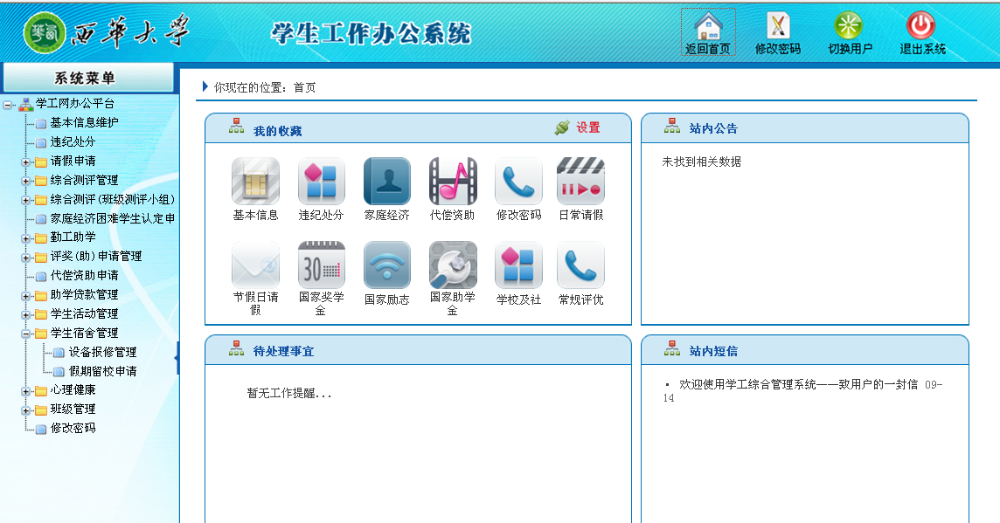 西华大学
学生工作办公系统
返回首页
修改密码
切换用户
退出系统
系统菜单
学工网办公平台
基本信息维护
违纪处分
请假申请
综合测评管理
综合测评(班级测评小组)
家庭经济困难学生认定申
勤工助学
评奖(助)申请管理
代偿资助申请
助学贷款管理
学生活动管理
学生宿舍管理
设备报修管理
假期留校申请
心理健康
班级管理
修改密码
你现在的位置：首页
我的收藏
设置
基本信息
违纪处分
家庭经济
代偿资助
修改密码
日常请假
30
节假日请
假
国家奖学
金
国家励志
国家助学
金
学校及社
常规评优
站内公告
未找到相关数据
待处理事宜
暂无工作提醒...
站内短信
• 欢迎使用学工综合管理系统——致用户的一封信 09-
14